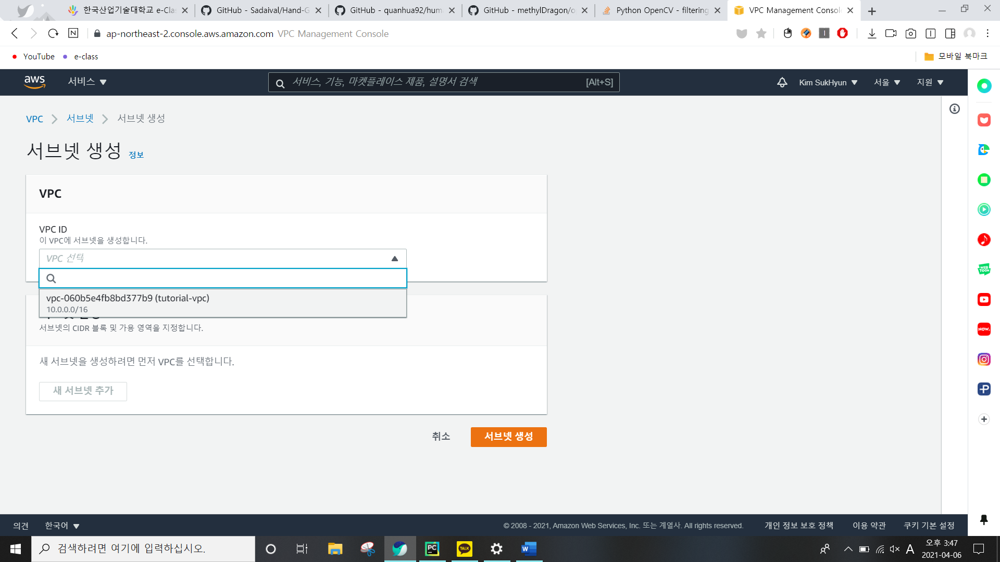 한국산업기술대학교 e-Clas
GitHub - Sadaival/Hand-G
GitHub - quanhua92/huma
GitHub - methylDragon/o
Python OpenCV - filtering
VPC Management Consol
ap-northeast-2.console.aws.amazon.com VPC Management Console
YouTube
e-class
모바일 북마크
aws
서비스
서비스, 기능, 마켓플레이스 제품, 설명서 검색
[Alt+S]
Kim SukHyun
서울
지원
VPC
서브넷
서브넷 생성
서브넷 생성 정보
VPC
VPC ID
이 VPC에 서브넷을 생성합니다.
VPC 선택
vpc-060b5e4fb8bd377b9 (tutorial-vpc)
10.0.0.0/16
서브넷의 CIDR 블록 및 가용 영역을 지정합니다.
새 서브넷을 생성하려면 먼저 VPC를 선택합니다.
새 서브넷 추가
취소
서브넷 생성
WEB
TOON
NOW.
의견
한국어
© 2008 - 2021, Amazon Web Services, Inc. 또는 계열사. All rights reserved.
개인 정보 보호 정책
이용 약관
쿠키 기본 설정
검색하려면 여기에 입력하십시오.
PC
TALK
W
A
오후 3:47
2021-04-06